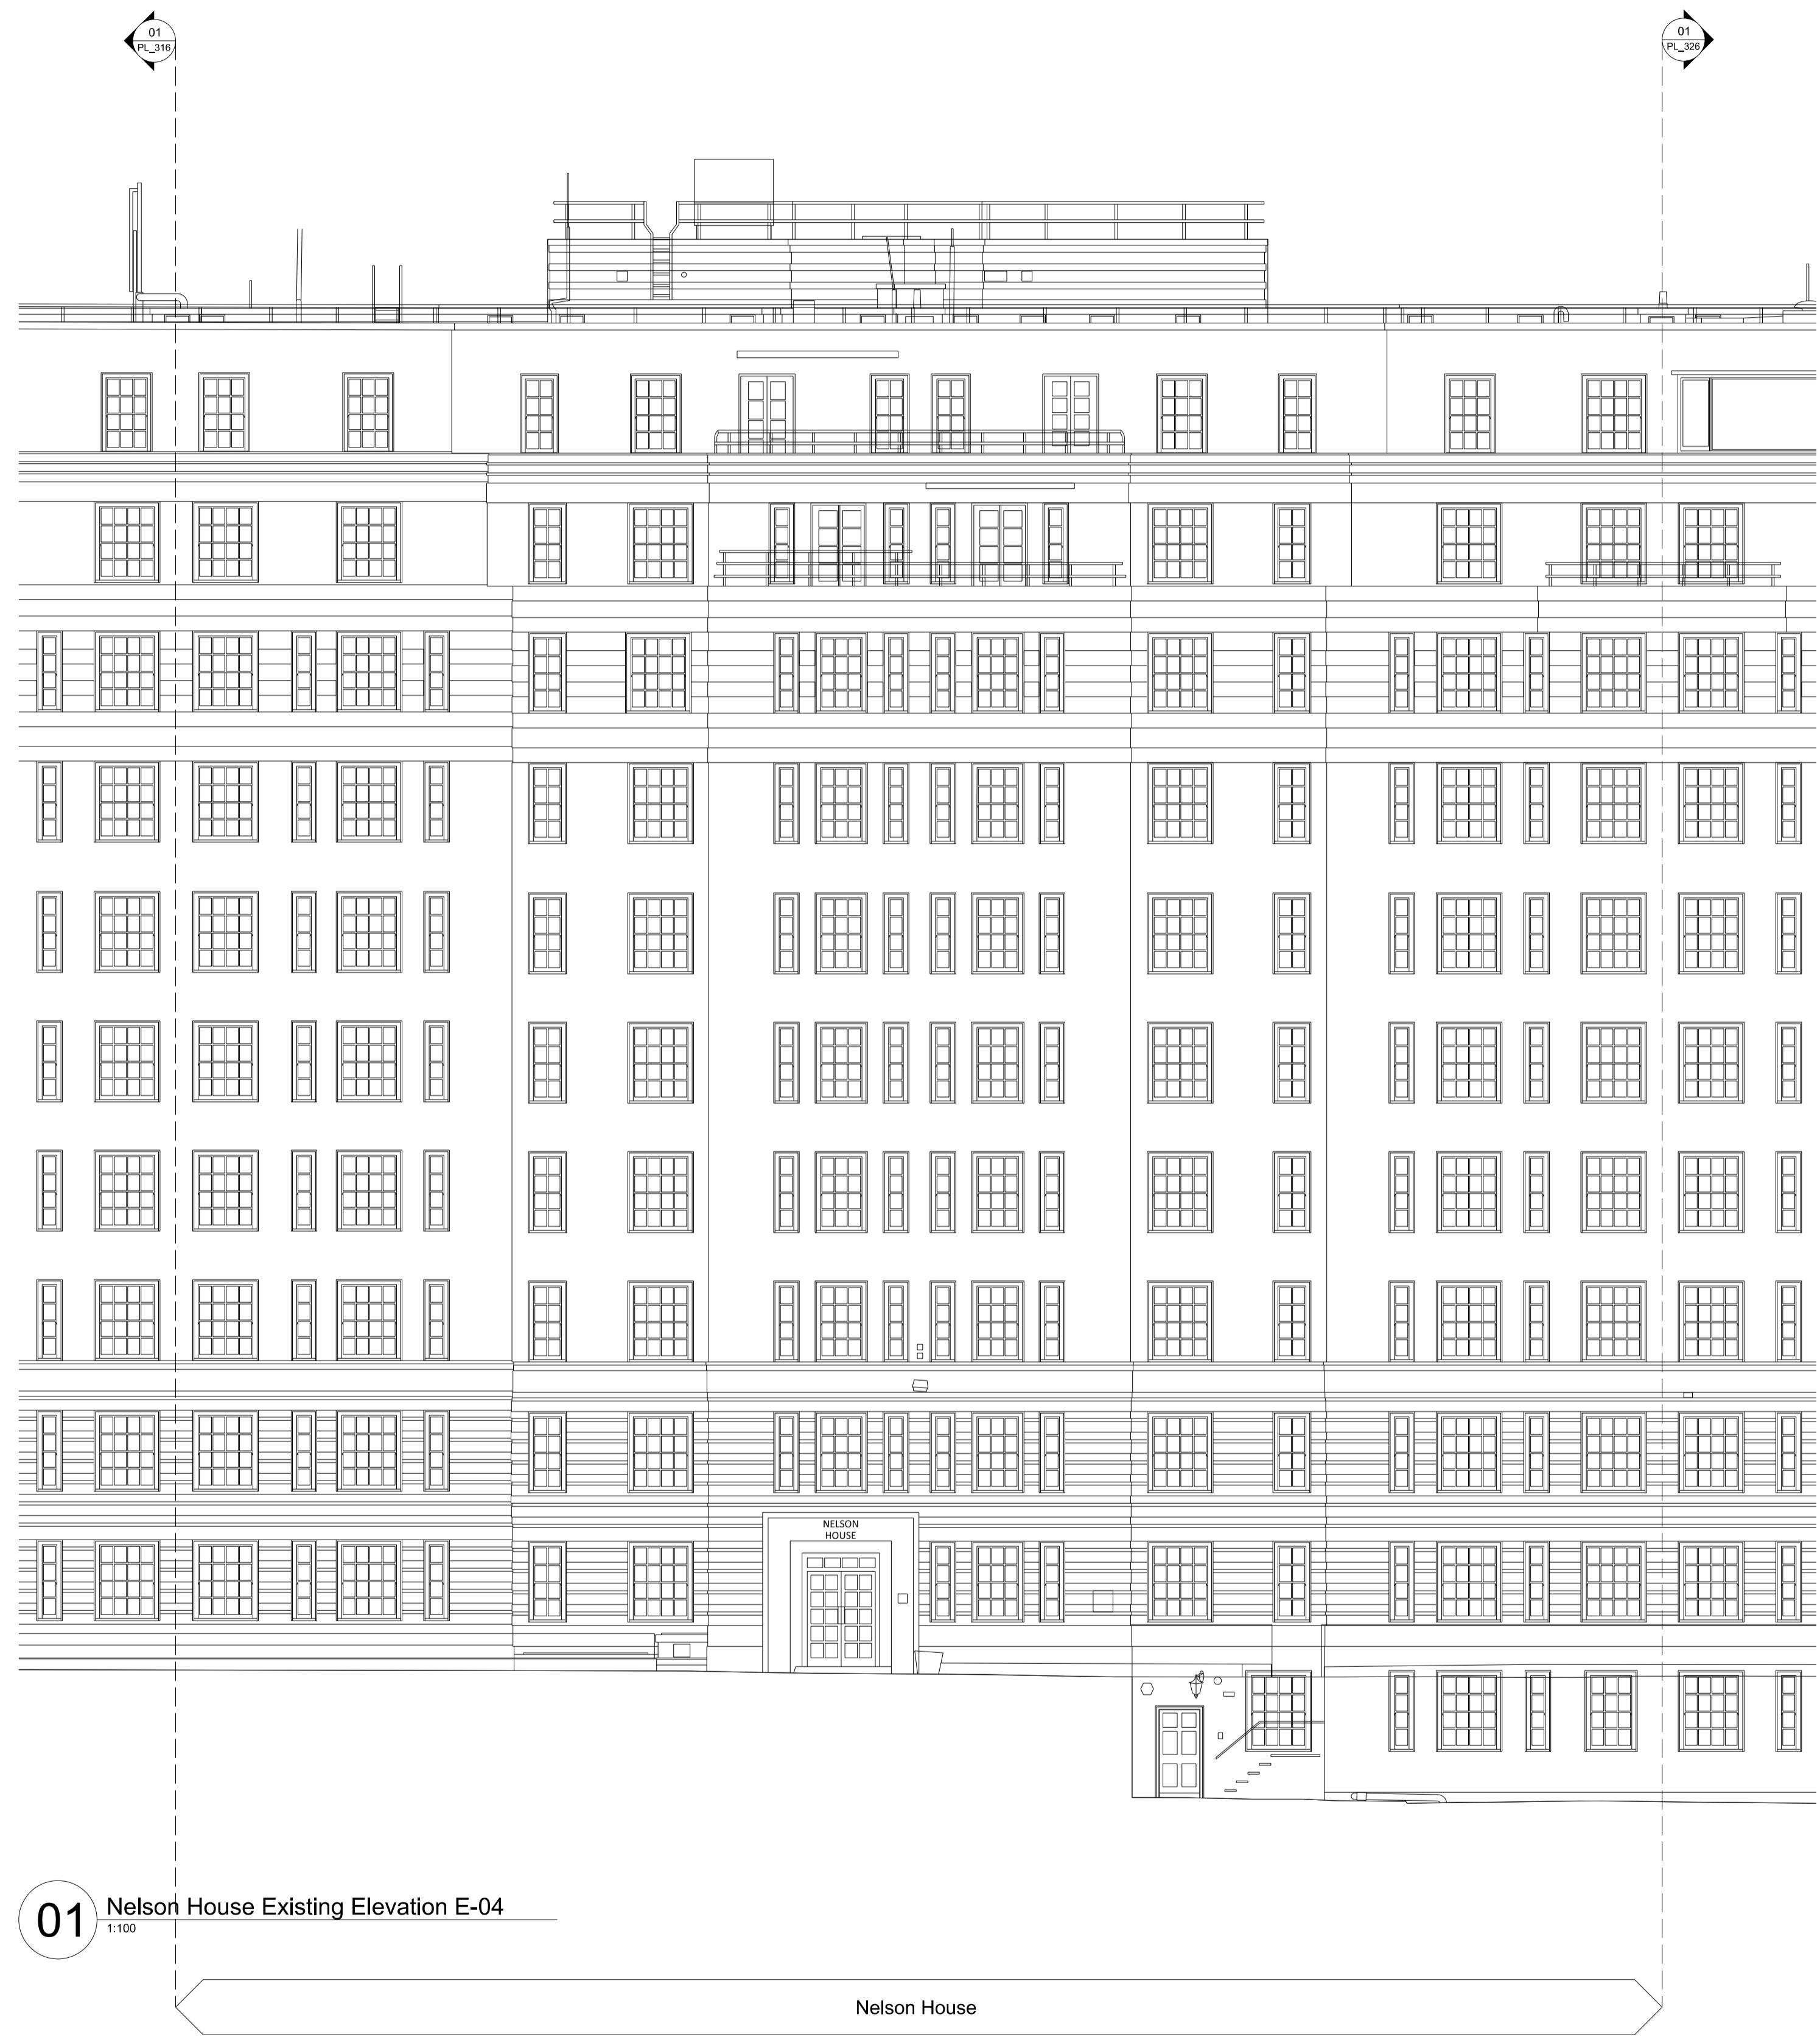 01
PL_316
01
PL_326
NELSON
HOUSE
01
Nelson House Existing Elevation E-04
1:100
Nelson House